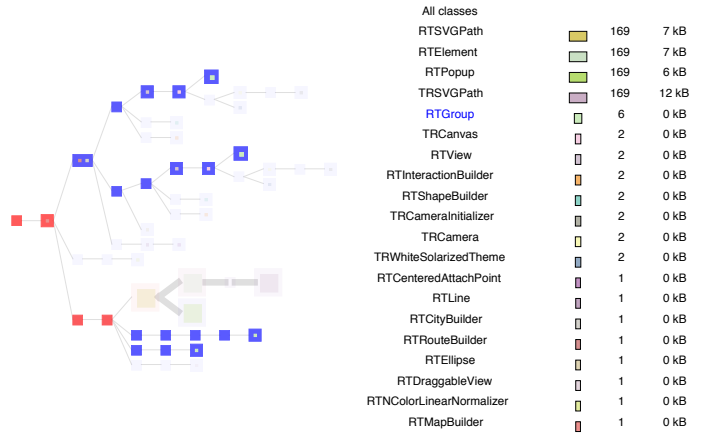 All classes
RTSVGPath 169 7 kB
RTElement 169 7 kB
RTPopup 169 6 kB
TRSVGPath 169 12 kB
RTGroup 6 0 kB
TRCanvas 2 0 kB
RTView 2 0 kB
RTInteractionBuilder 2 0 kB
RTShapeBuilder 2 0 kB
TRCameraInitializer 2 0 kB
TRCamera 2 0 kB
TRWhiteSolarizedTheme 2 0 kB
RTCenteredAttachPoint 1 0 kB
RTLine 1 0 kB
RTCityBuilder 1 0 kB
RTRouteBuilder 1 0 kB
RTEllipse 1 0 kB
RTDraggableView 1 0 kB
RTNColorLinearNormalizer 1 0 kB
RTMapBuilder 1 0 kB